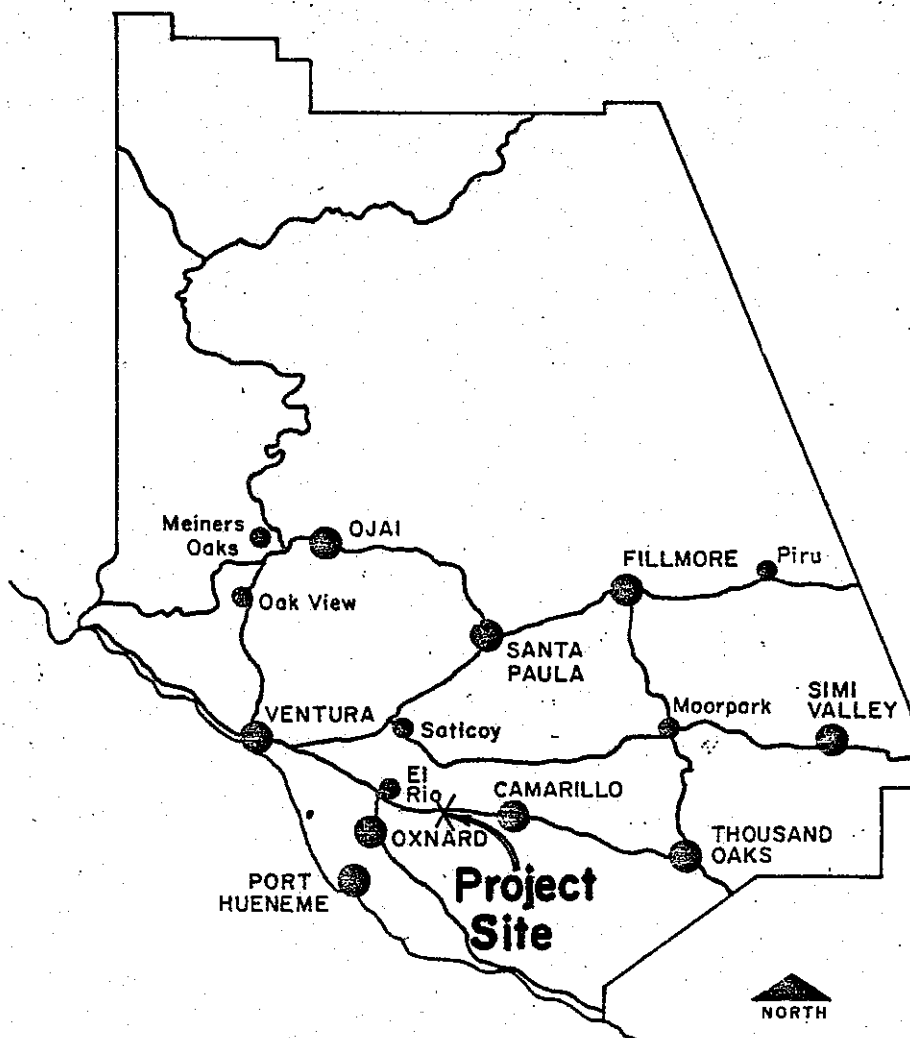 Meiners
Oaks
OJAI
Oak View
FILLMORE
Piru
SANTA
PAULA
VENTURA
Saticoy
Moorpark
SIMI
VALLEY
El
Rio
CAMARILLO
OXNARD
THOUSAND
OAKS
PORT
HUENEME
Project
Site
NORTH